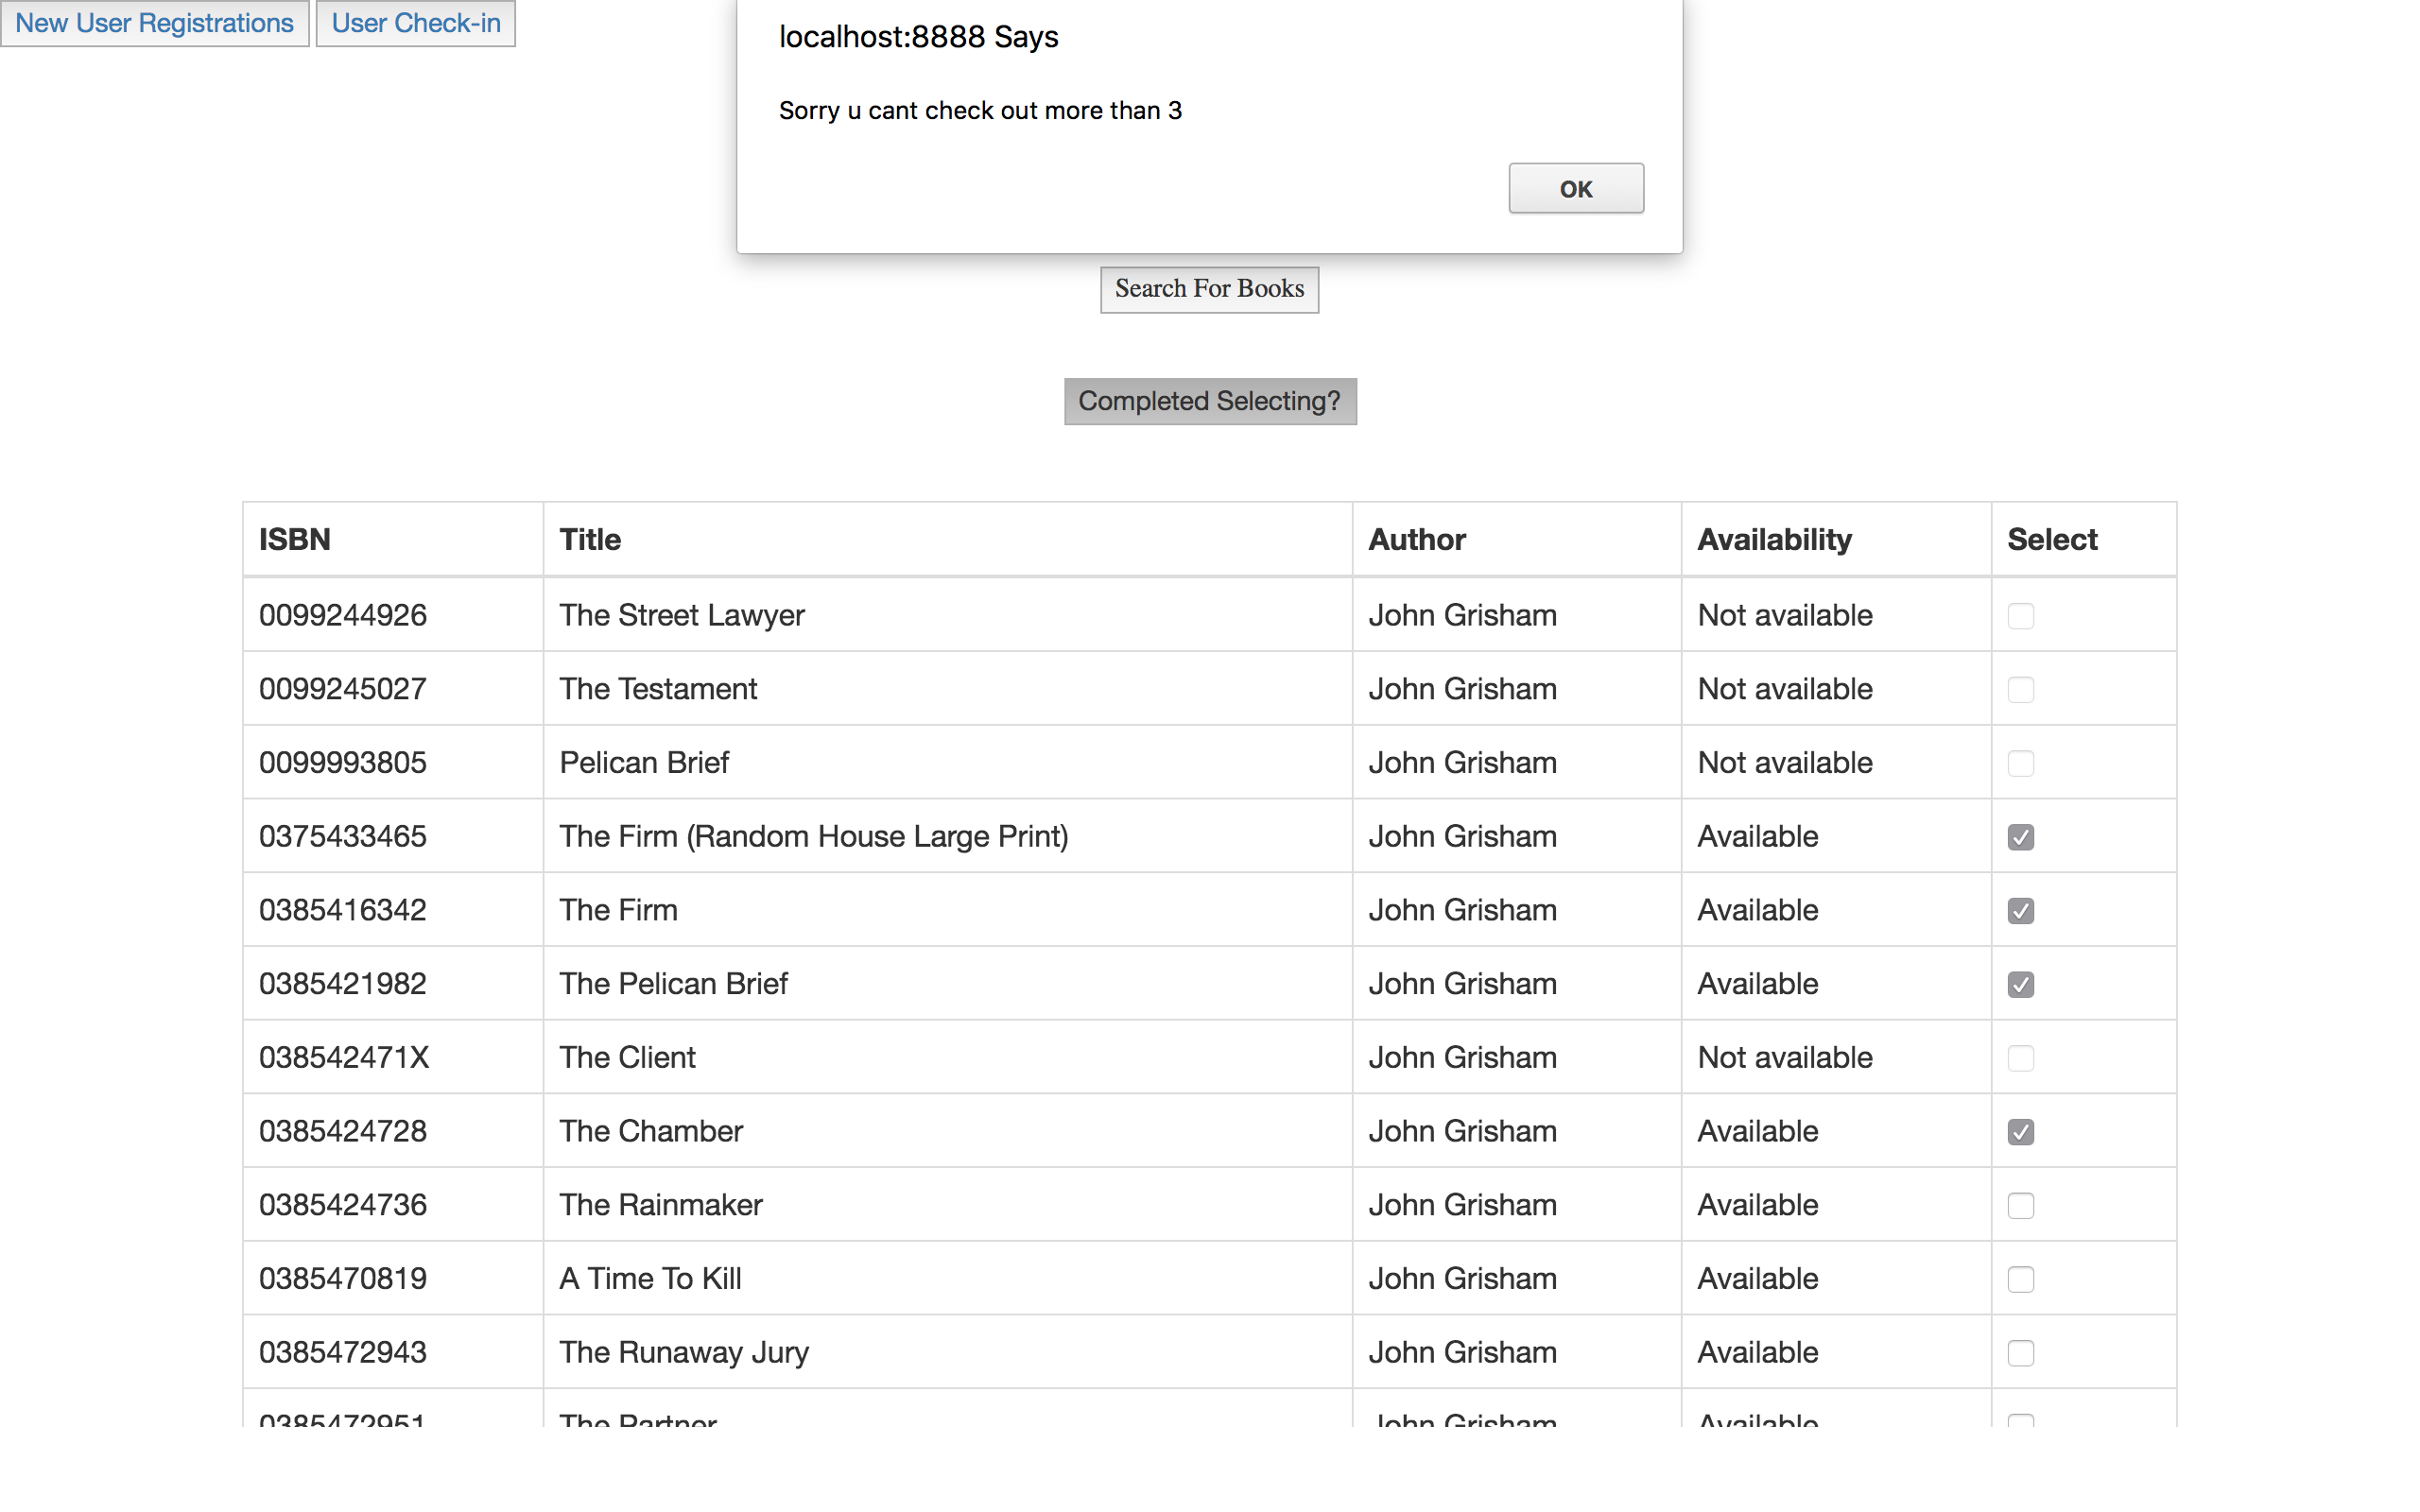 New User Registrations User Check-in
localhost:8888 Says
Sorry u cant check out more than 3
OK
Search For Books
Completed Selecting?
ISBN Title Author Availability Select
0099244926 The Street Lawyer John Grisham Not available
0099245027 The Testament John Grisham Not available
0099993805 Pelican Brief John Grisham Not available
0375433465 The Firm (Random House Large Print) John Grisham Available
0385416342 The Firm John Grisham Available
0385421982 The Pelican Brief John Grisham Available
038542471X The Client John Grisham Not available
0385424728 The Chamber John Grisham Available
0385424736 The Rainmaker John Grisham Available
0385470819 A Time To Kill John Grisham Available
0385472943 The Runaway Jury John Grisham Available
0385472951 The Partner John Grisham Available